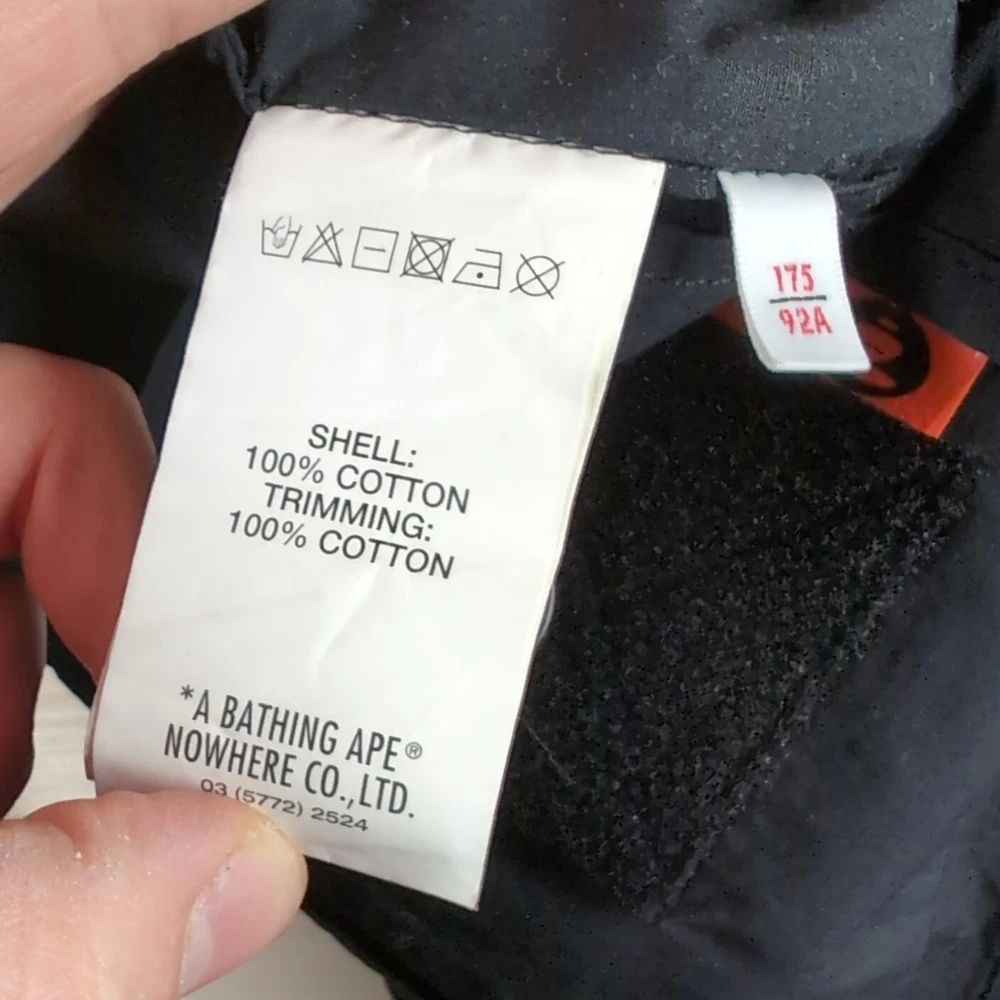 SHELL:
100% COTTON
TRIMMING:
100% COTTON
*A BATHING APE®
NOWHERE CO., LTD.
03 (5772) 2524
175
92A